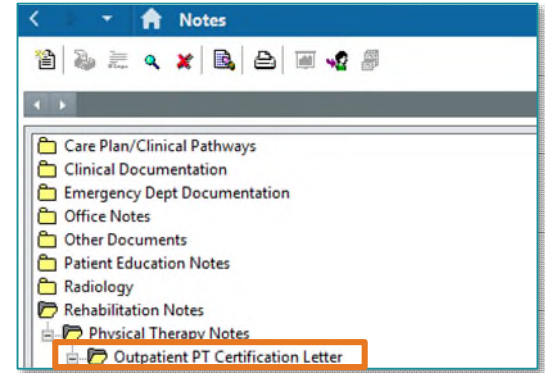 Notes
Care Plan/Clinical Pathways
Clinical Documentation
Emergency Dept Documentation
Office Notes
Other Documents
Patient Education Notes
Radiology
Rehabilitation Notes
Physical Therapy Notes
Outpatient PT Certification Letter